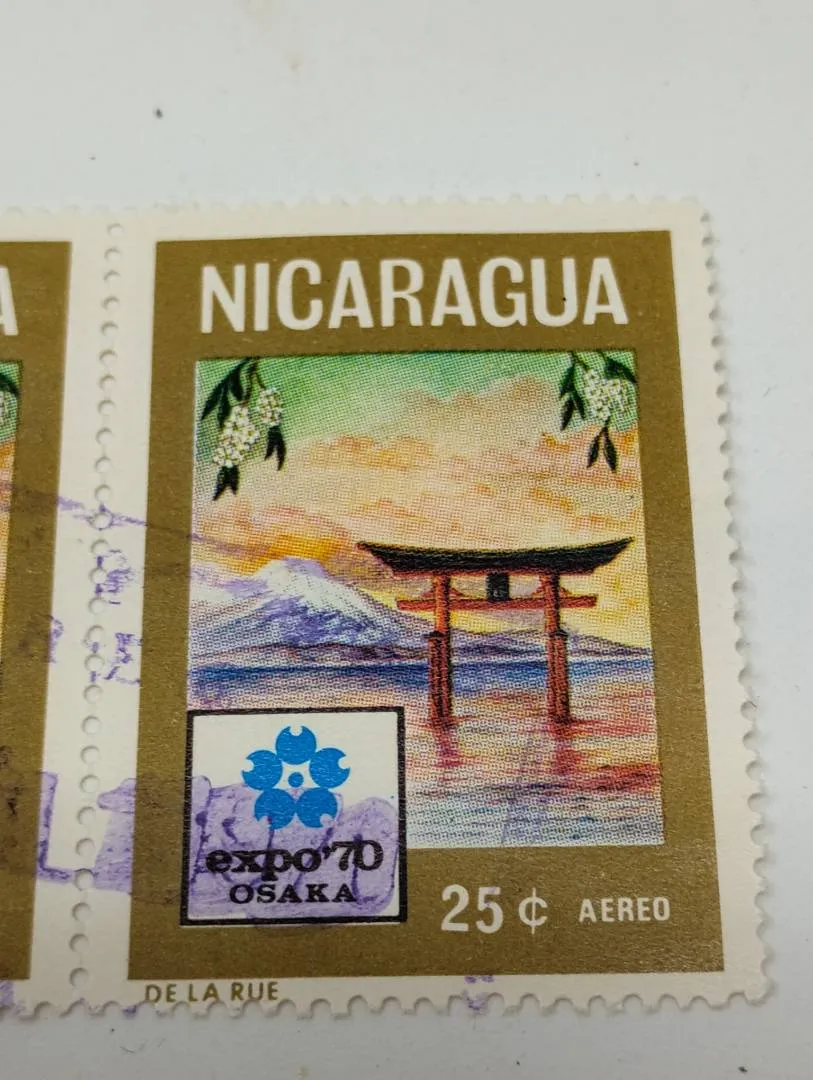 NICARAGUA
expo'70
OSAKA
25¢ AEREO
DE LA RUE